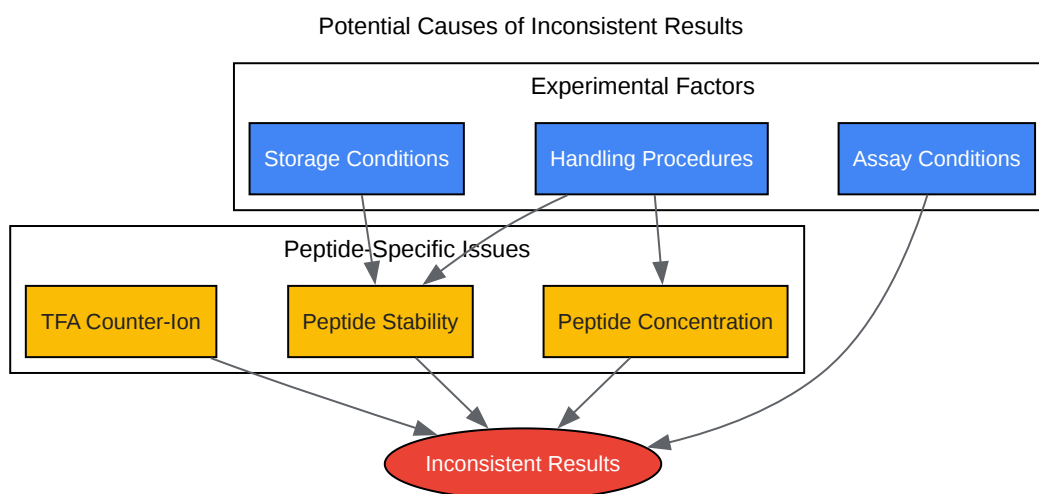 Potential Causes of Inconsistent Results
Experimental Factors
Storage Conditions
Handling Procedures
Assay Conditions
Peptide-Specific Issues
TFA Counter-Ion
Peptide Stability
Peptide Concentration
Inconsistent Results